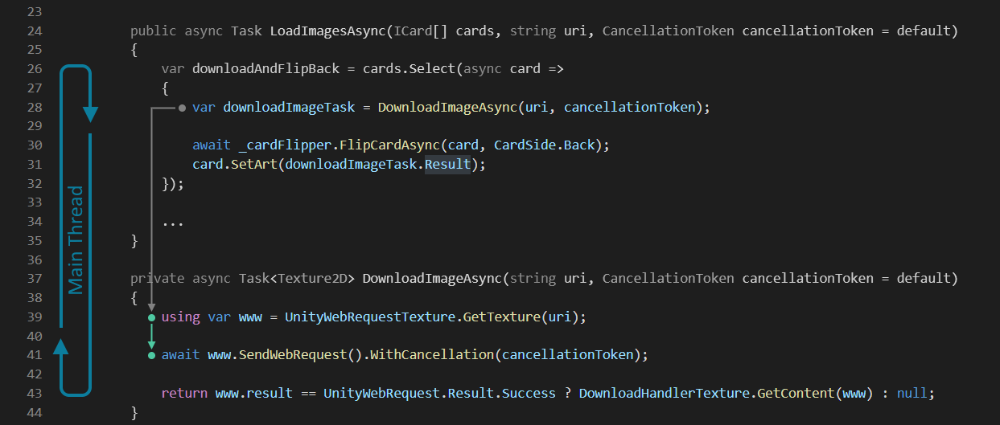 23
24 public async Task LoadImagesAsync(ICard[] cards, string uri, CancellationToken cancellationToken = default)
25 {
26 var downloadAndFlipBack = cards.Select(async card =>
27 {
28 var downloadImageTask = DownloadImageAsync(uri, cancellationToken);
29
30 await _cardFlipper.FlipCardAsync(card, CardSide.Back);
31 card.SetArt(downloadImageTask.Result);
32 });
33
34 ...
35 }
36
37 private async Task<Texture2D> DownloadImageAsync(string uri, CancellationToken cancellationToken = default)
38 {
39 using var www = UnityWebRequestTexture.GetTexture(uri);
40
41 await www.SendWebRequest().WithCancellation(cancellationToken);
42
43 return www.result == UnityWebRequest.Result.Success ? DownloadHandlerTexture.GetContent(www) : null;
44 }
Main Thread